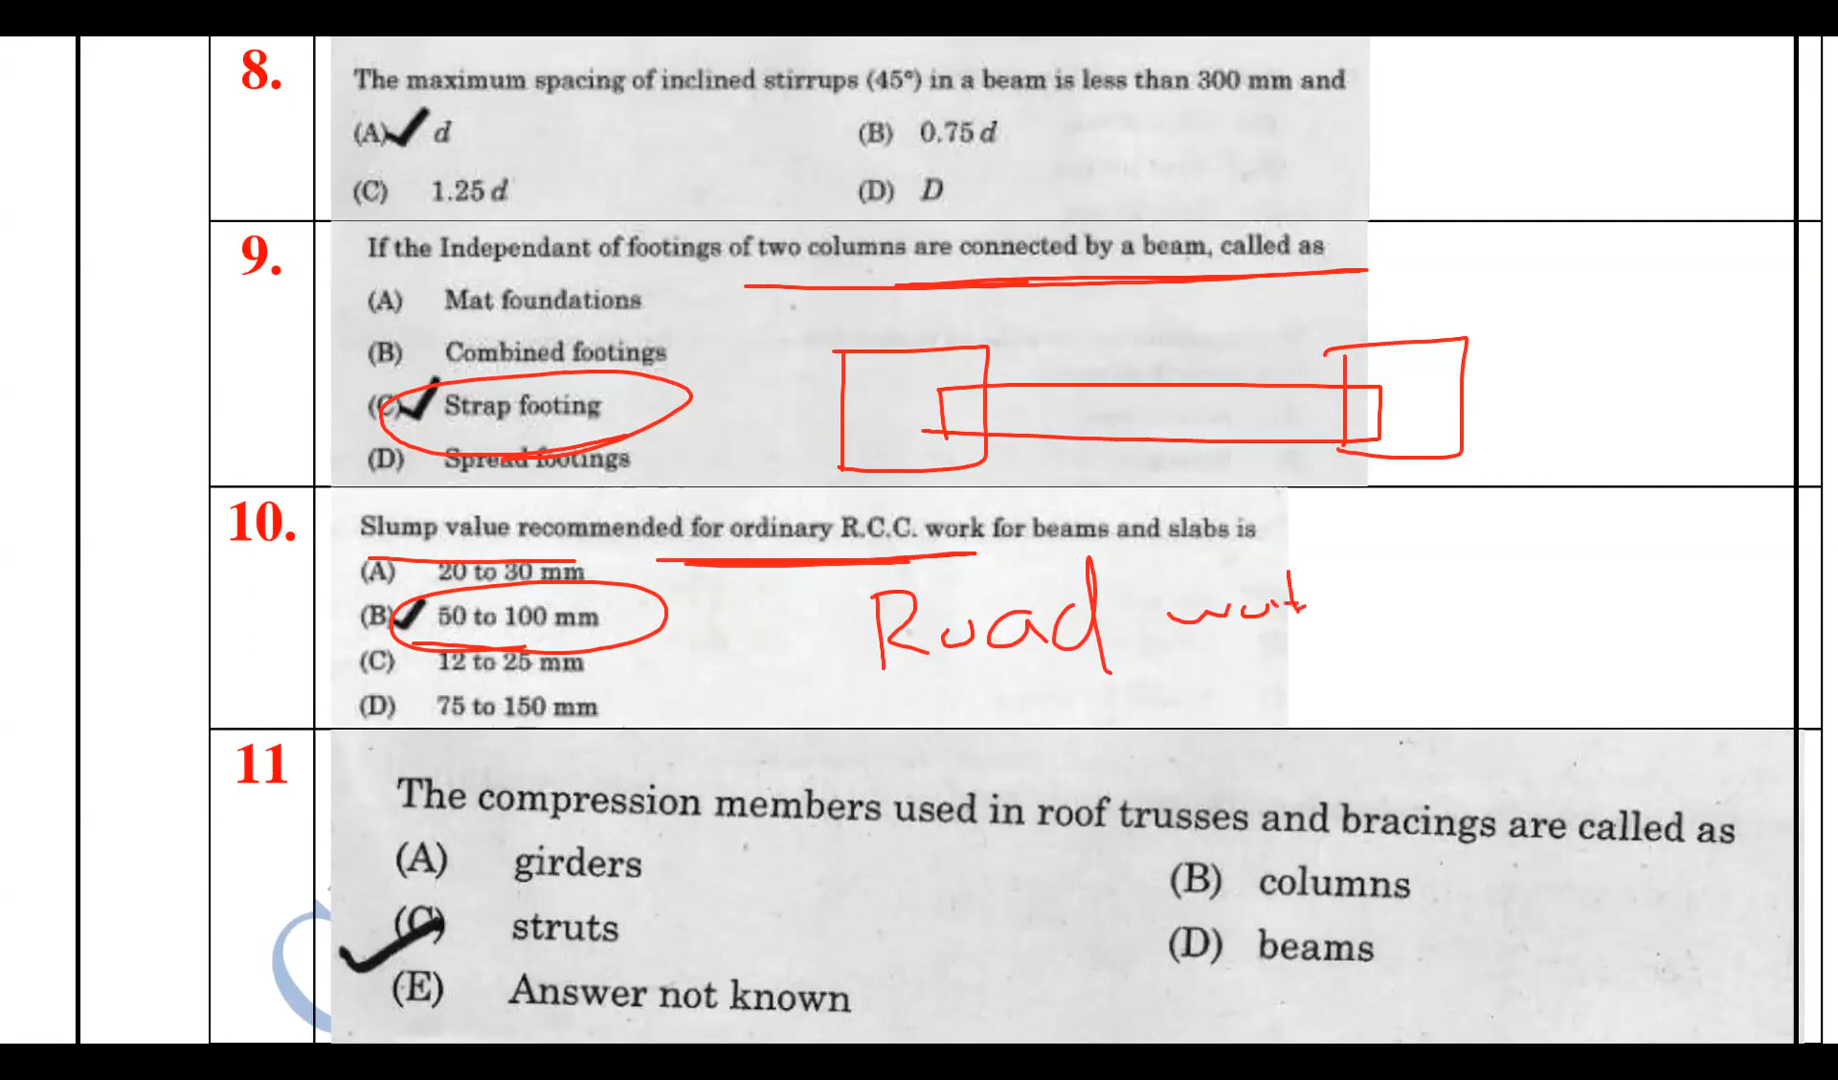 8.
The maximum spacing of inclined stirrups (45°) in a beam is less than 300 mm and
(A) d
(B) 0.75 d
(C) 1.25 d
(D) D
9.
If the Independant of footings of two columns are connected by a beam, called as
(A) Mat foundations
(B) Combined footings
(C) Strap footing
(D) Spread footings
10.
Slump value recommended for ordinary R.C.C. work for beams and slabs is
(A) 20 to 30 mm
(B) 50 to 100 mm
(C) 12 to 25 mm
(D) 75 to 150 mm
Road
11
The compression members used in roof trusses and bracings are called as
(A) girders
(B) columns
(C) struts
(D) beams
(E) Answer not known